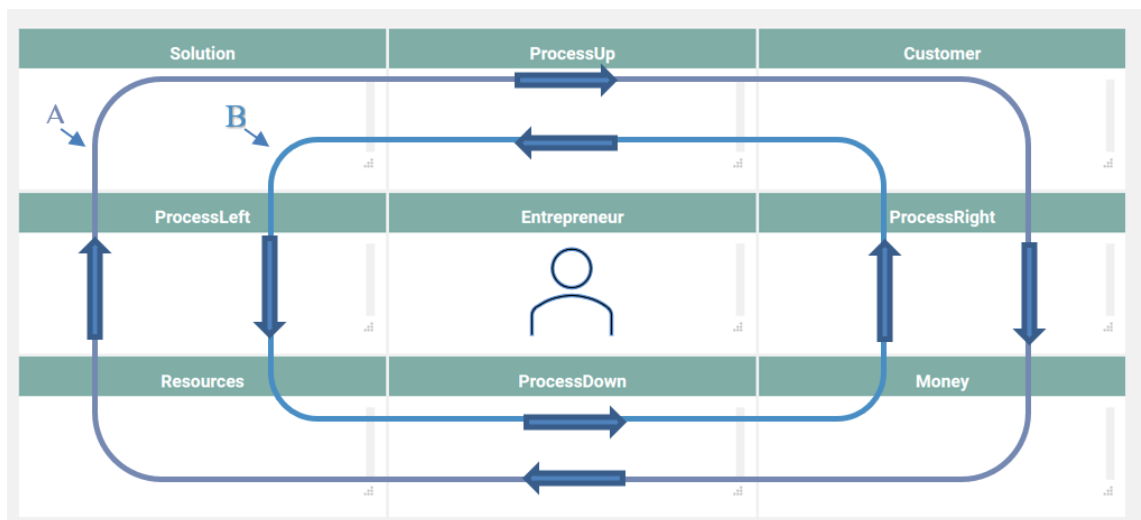 Solution
ProcessUp
Customer
A
B
ProcessLeft
Entrepreneur
ProcessRight
Resources
ProcessDown
Money